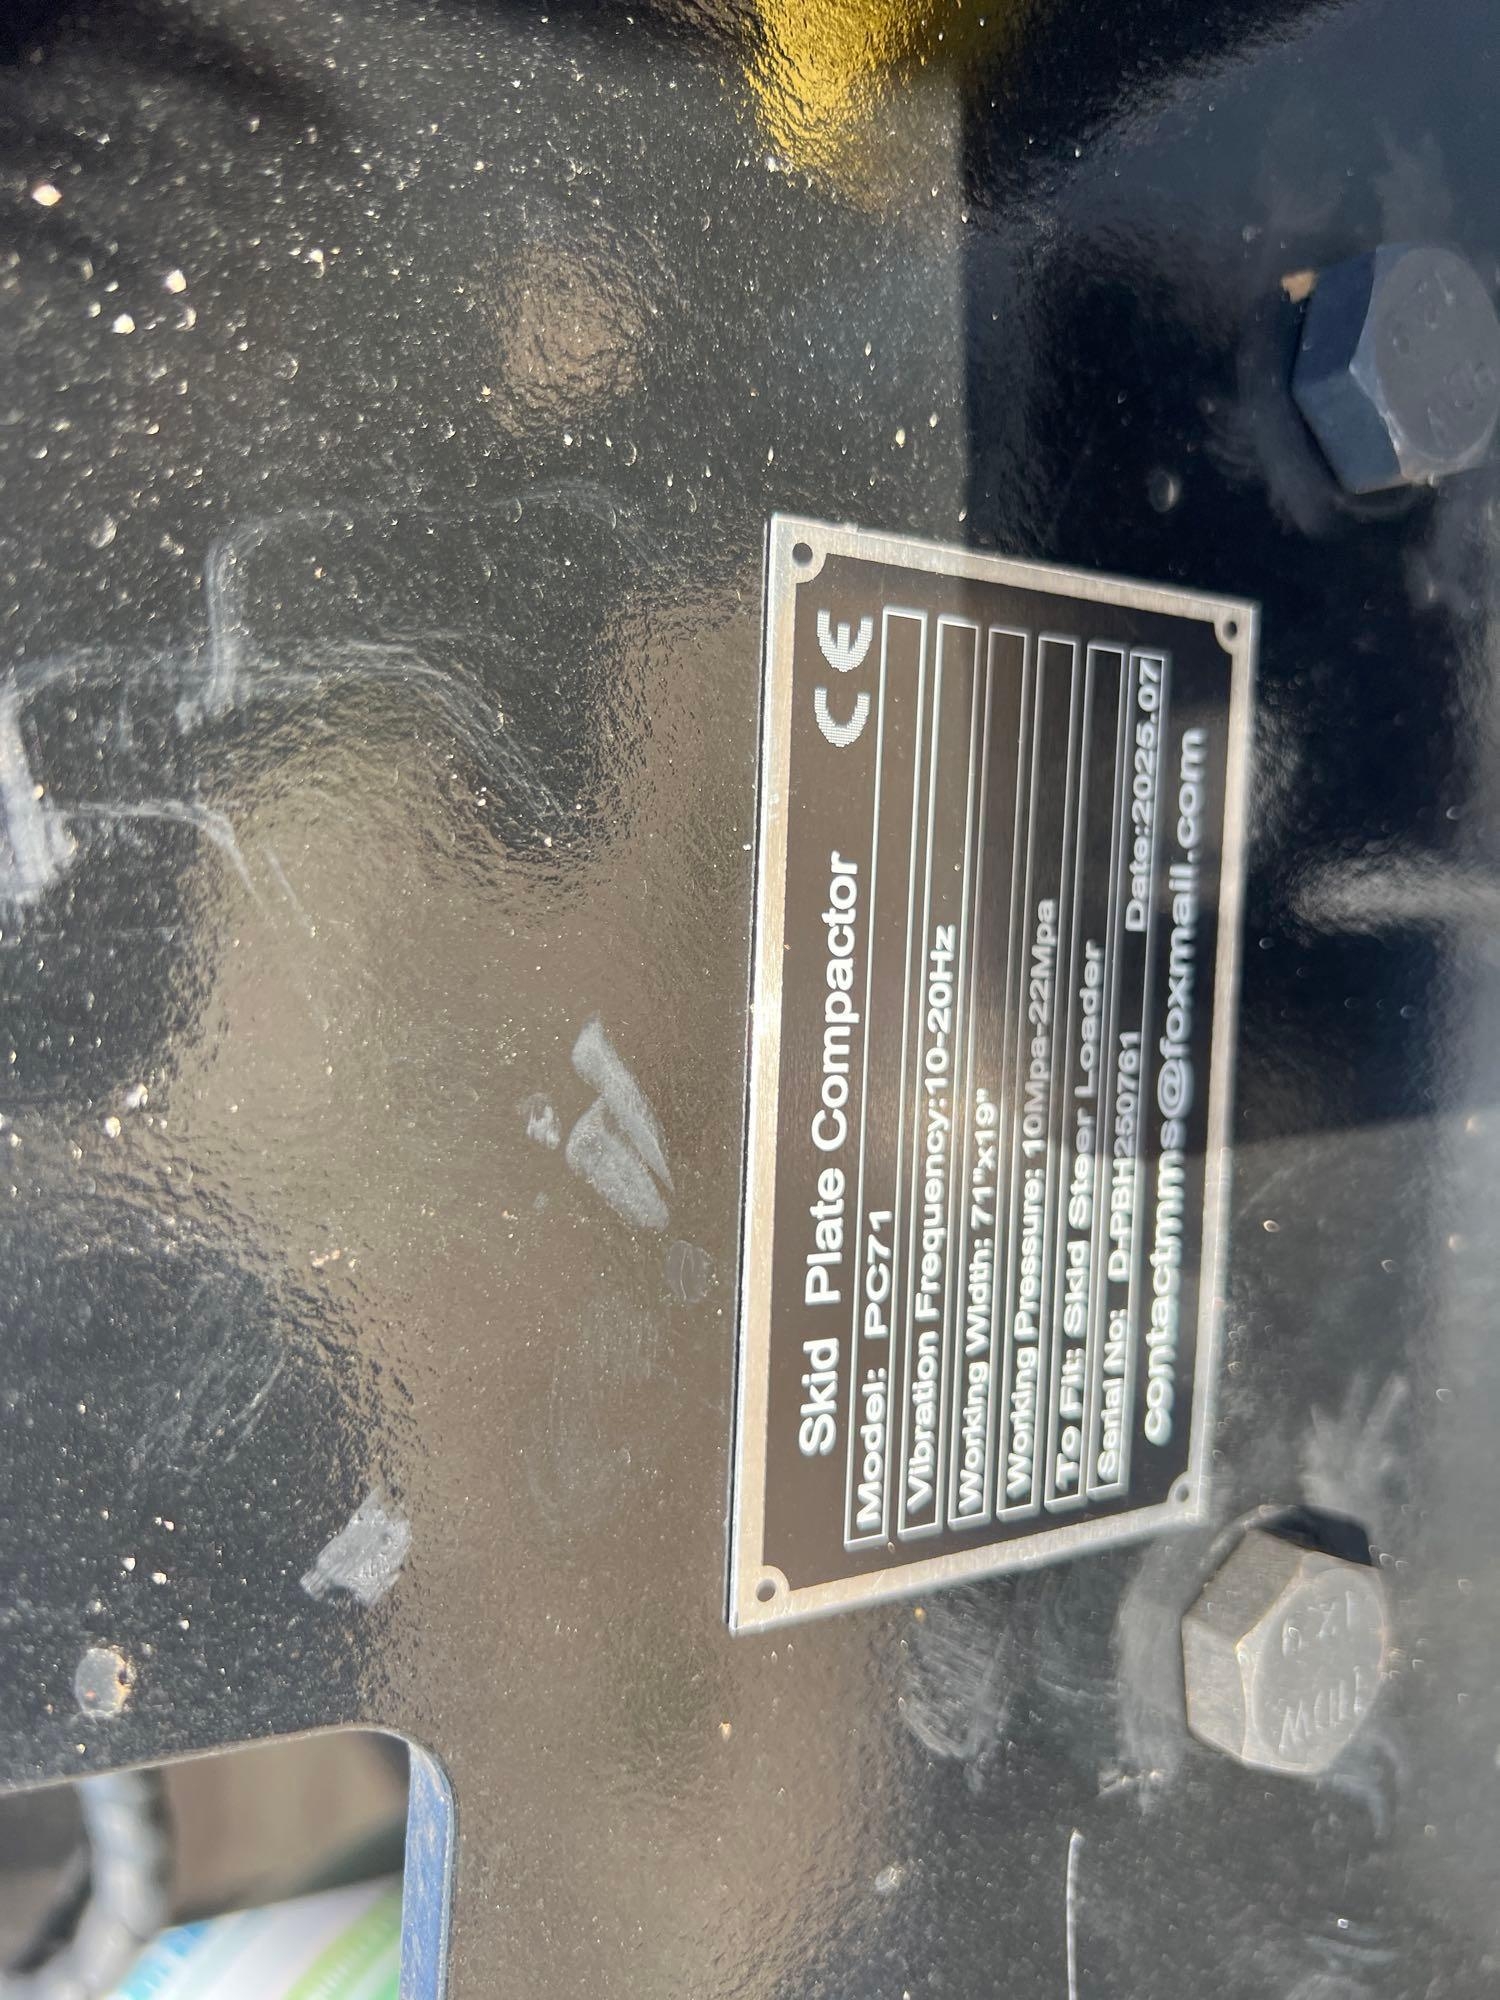 Skid Plate Compactor CE
Model: PC71
Vibration Frequency:10-20Hz
Working Width: 71"x19"
Working Pressure: 10Mpa-22Mpa
To Fit: Skid Steer Loader
Serial No: D-PBH250761 Date:2025.07
contactmms@foxmail.com